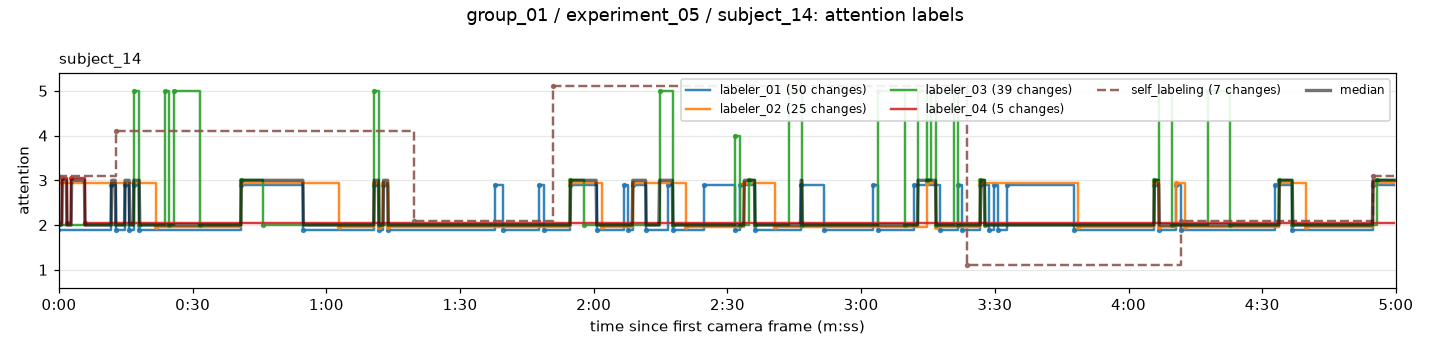 group_01 / experiment_05 / subject_14: attention labels
subject_14
labeler_01 (50 changes)
labeler_02 (25 changes)
labeler_03 (39 changes)
labeler_04 (5 changes)
self_labeling (7 changes)
median
attention
5
4
3
2
1
0:00 0:30 1:00 1:30 2:00 2:30 3:00 3:30 4:00 4:30 5:00
time since first camera frame (m:ss)